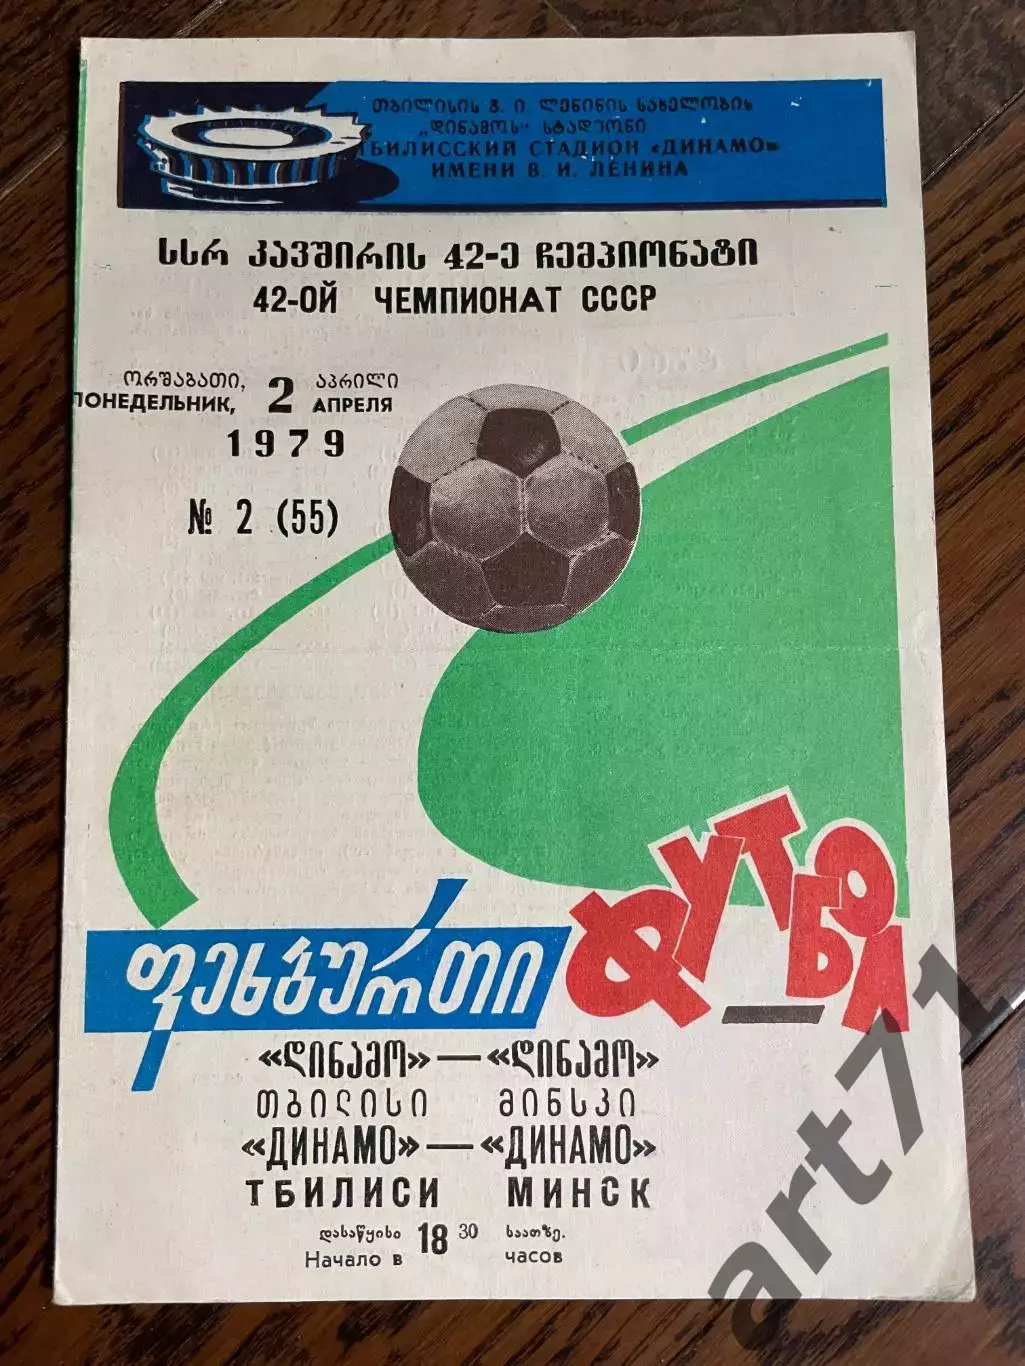 თბილისის ვ. ი. ლენინის სახელობის
„დინამოს“ სტადიონი
ТБИЛИССКИЙ СТАДИОН «ДИНАМО»
ИМЕНИ В. И. ЛЕНИНА
სსრ კავშირის 42-ე ჩემპიონატი
42-ОЙ ЧЕМПИОНАТ СССР
ორშაბათი, 2 აპრილი
ПОНЕДЕЛЬНИК, АПРЕЛЯ
1979
№ 2 (55)
ფეხბურთი ФУТБОЛ
«დინამო» — «დინამო»
თბილისი მინსკი
«ДИНАМО» — «ДИНАМО»
ТБИЛИСИ МИНСК
დასაწყისი 18 30 საათზე.
Начало в часов
art71